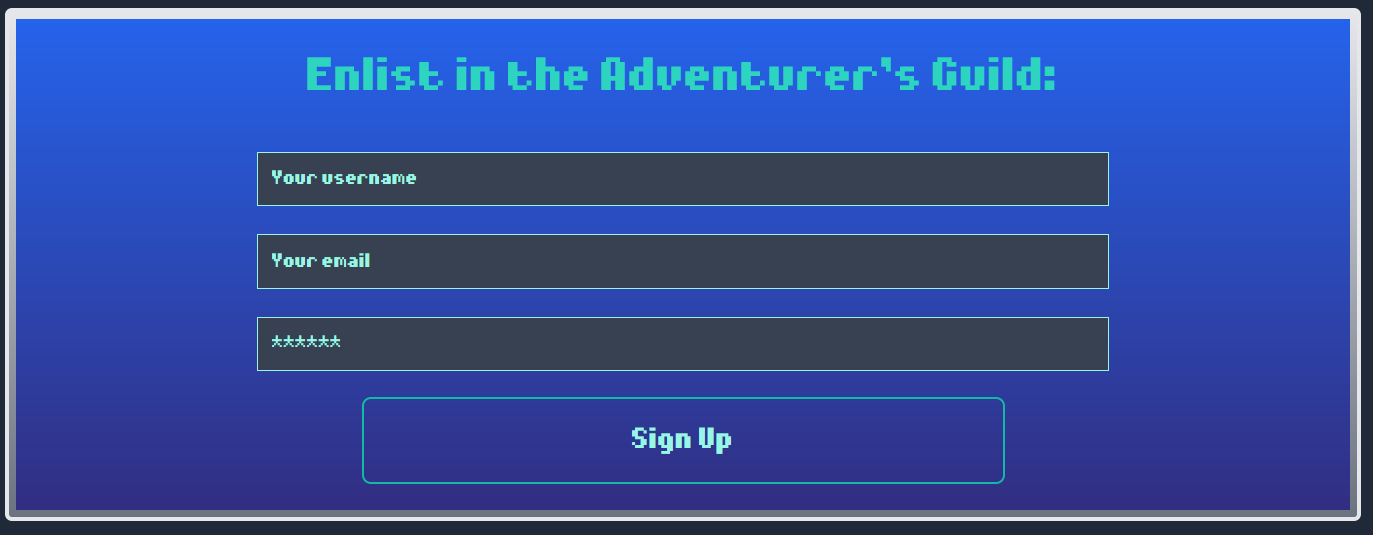 Enlist in the Adventurer's Guild:
Your username
Your email
******
Sign Up